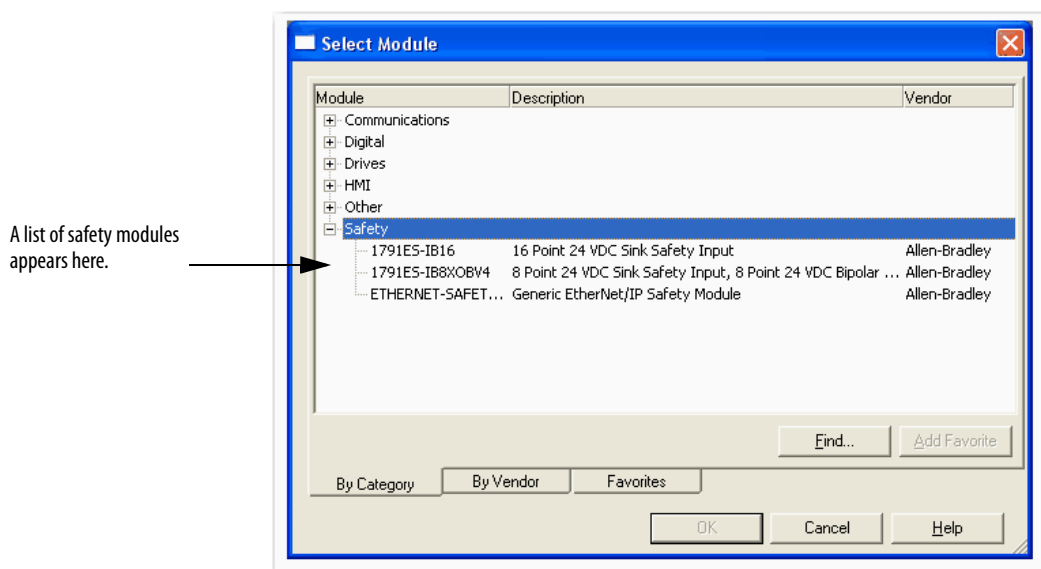 Select Module
Module Description Vendor
Communications
Digital
Drives
HMI
Other
Safety
1791ES-IB16 16 Point 24 VDC Sink Safety Input Allen-Bradley
1791ES-IB8XOBV4 8 Point 24 VDC Sink Safety Input, 8 Point 24 VDC Bipolar ... Allen-Bradley
ETHERNET-SAFET... Generic EtherNet/IP Safety Module Allen-Bradley
A list of safety modules
appears here.
Find... Add Favorite
By Category By Vendor Favorites
OK Cancel Help